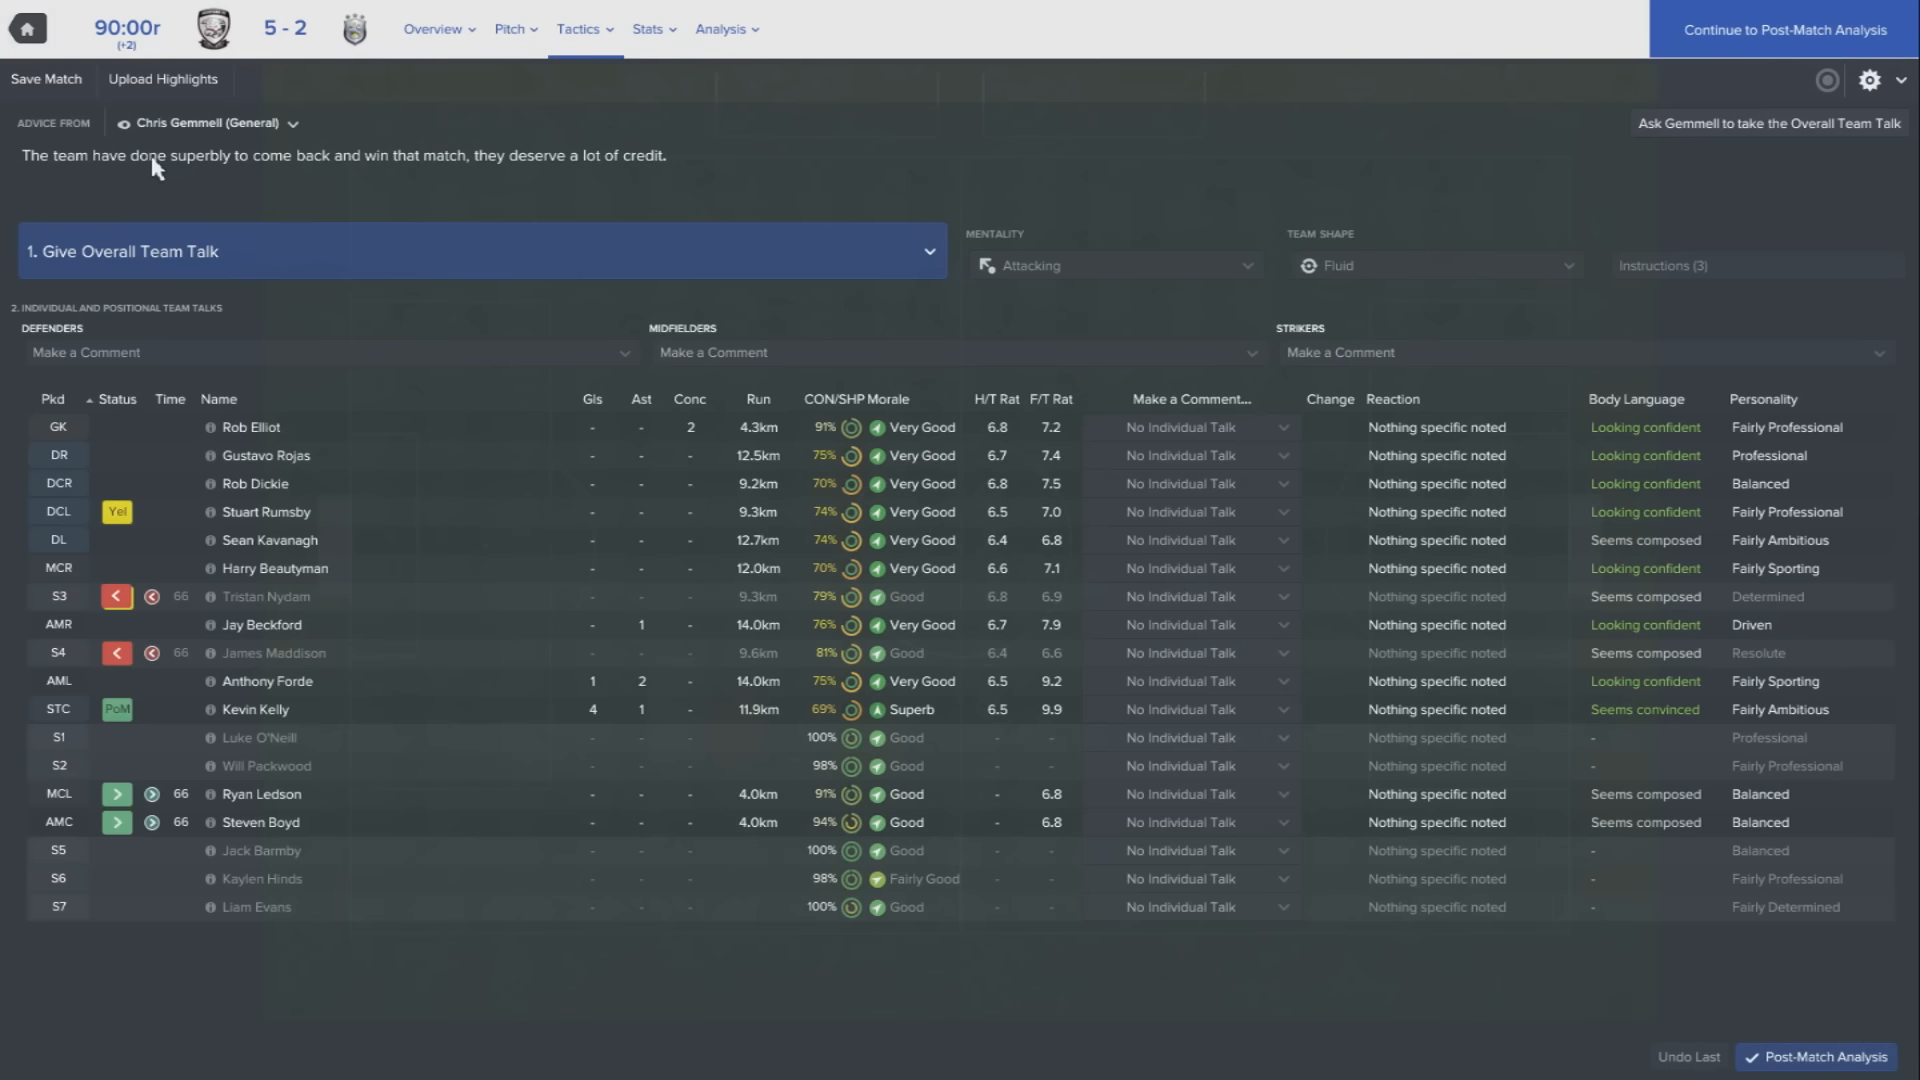 90:00r
(+2)
5 - 2
Overview
Pitch
Tactics
Stats
Analysis
Continue to Post-Match Analysis
Save Match
Upload Highlights
ADVICE FROM
Chris Gemmell (General)
Ask Gemmell to take the Overall Team Talk
The team have done superbly to come back and win that match, they deserve a lot of credit.
1. Give Overall Team Talk
MENTALITY
Attacking
TEAM SHAPE
Fluid
Instructions (3)
2. INDIVIDUAL AND POSITIONAL TEAM TALKS
DEFENDERS
Make a Comment
MIDFIELDERS
Make a Comment
STRIKERS
Make a Comment
Pkd Status Time Name Gls Ast Conc Run CON/SHP Morale H/T Rat F/T Rat Make a Comment... Change Reaction Body Language Personality
GK Rob Elliot - - 2 4.3km 91% Very Good 6.8 7.2 No Individual Talk Nothing specific noted Looking confident Fairly Professional
DR Gustavo Rojas - - - 12.5km 75% Very Good 6.7 7.4 No Individual Talk Nothing specific noted Looking confident Professional
DCR Rob Dickie - - - 9.2km 70% Very Good 6.8 7.5 No Individual Talk Nothing specific noted Looking confident Balanced
DCL Yel Stuart Rumsby - - - 9.3km 74% Very Good 6.5 7.0 No Individual Talk Nothing specific noted Looking confident Fairly Professional
DL Sean Kavanagh - - - 12.7km 74% Very Good 6.4 6.8 No Individual Talk Nothing specific noted Seems composed Fairly Ambitious
MCR Harry Beautyman - - - 12.0km 70% Very Good 6.6 7.1 No Individual Talk Nothing specific noted Looking confident Fairly Sporting
S3 66 Tristan Nydam - - - 9.3km 79% Good 6.8 6.9 No Individual Talk Nothing specific noted Seems composed Determined
AMR Jay Beckford - 1 - 14.0km 76% Very Good 6.7 7.9 No Individual Talk Nothing specific noted Looking confident Driven
S4 66 James Maddison - - - 9.6km 81% Good 6.4 6.6 No Individual Talk Nothing specific noted Seems composed Resolute
AML Anthony Forde 1 2 - 14.0km 75% Very Good 6.5 9.2 No Individual Talk Nothing specific noted Looking confident Fairly Sporting
STC PoM Kevin Kelly 4 1 - 11.9km 69% Superb 6.5 9.9 No Individual Talk Nothing specific noted Seems convinced Fairly Ambitious
S1 Luke O'Neill - - - 100% Good - - No Individual Talk Nothing specific noted - Professional
S2 Will Packwood - - - 98% Good - - No Individual Talk Nothing specific noted - Fairly Professional
MCL 66 Ryan Ledson - - - 4.0km 91% Good - 6.8 No Individual Talk Nothing specific noted Seems composed Balanced
AMC 66 Steven Boyd - - - 4.0km 94% Good - 6.8 No Individual Talk Nothing specific noted Seems composed Balanced
S5 Jack Barmby - - - 100% Good - - No Individual Talk Nothing specific noted - Balanced
S6 Kaylen Hinds - - - 98% Fairly Good - - No Individual Talk Nothing specific noted - Fairly Professional
S7 Liam Evans - - - 100% Good - - No Individual Talk Nothing specific noted - Fairly Determined
Undo Last
Post-Match Analysis